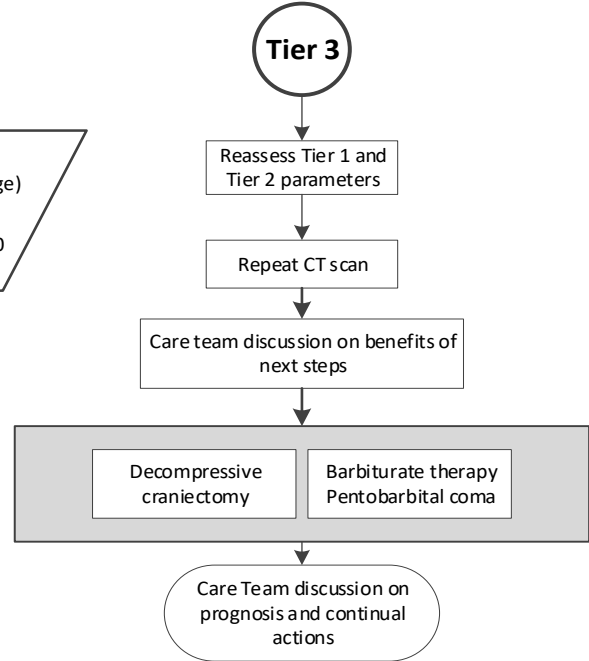 Tier 3
ge)
0
Reassess Tier 1 and
Tier 2 parameters
Repeat CT scan
Care team discussion on benefits of
next steps
Decompressive
craniectomy
Barbiturate therapy
Pentobarbital coma
Care Team discussion on
prognosis and continual
actions